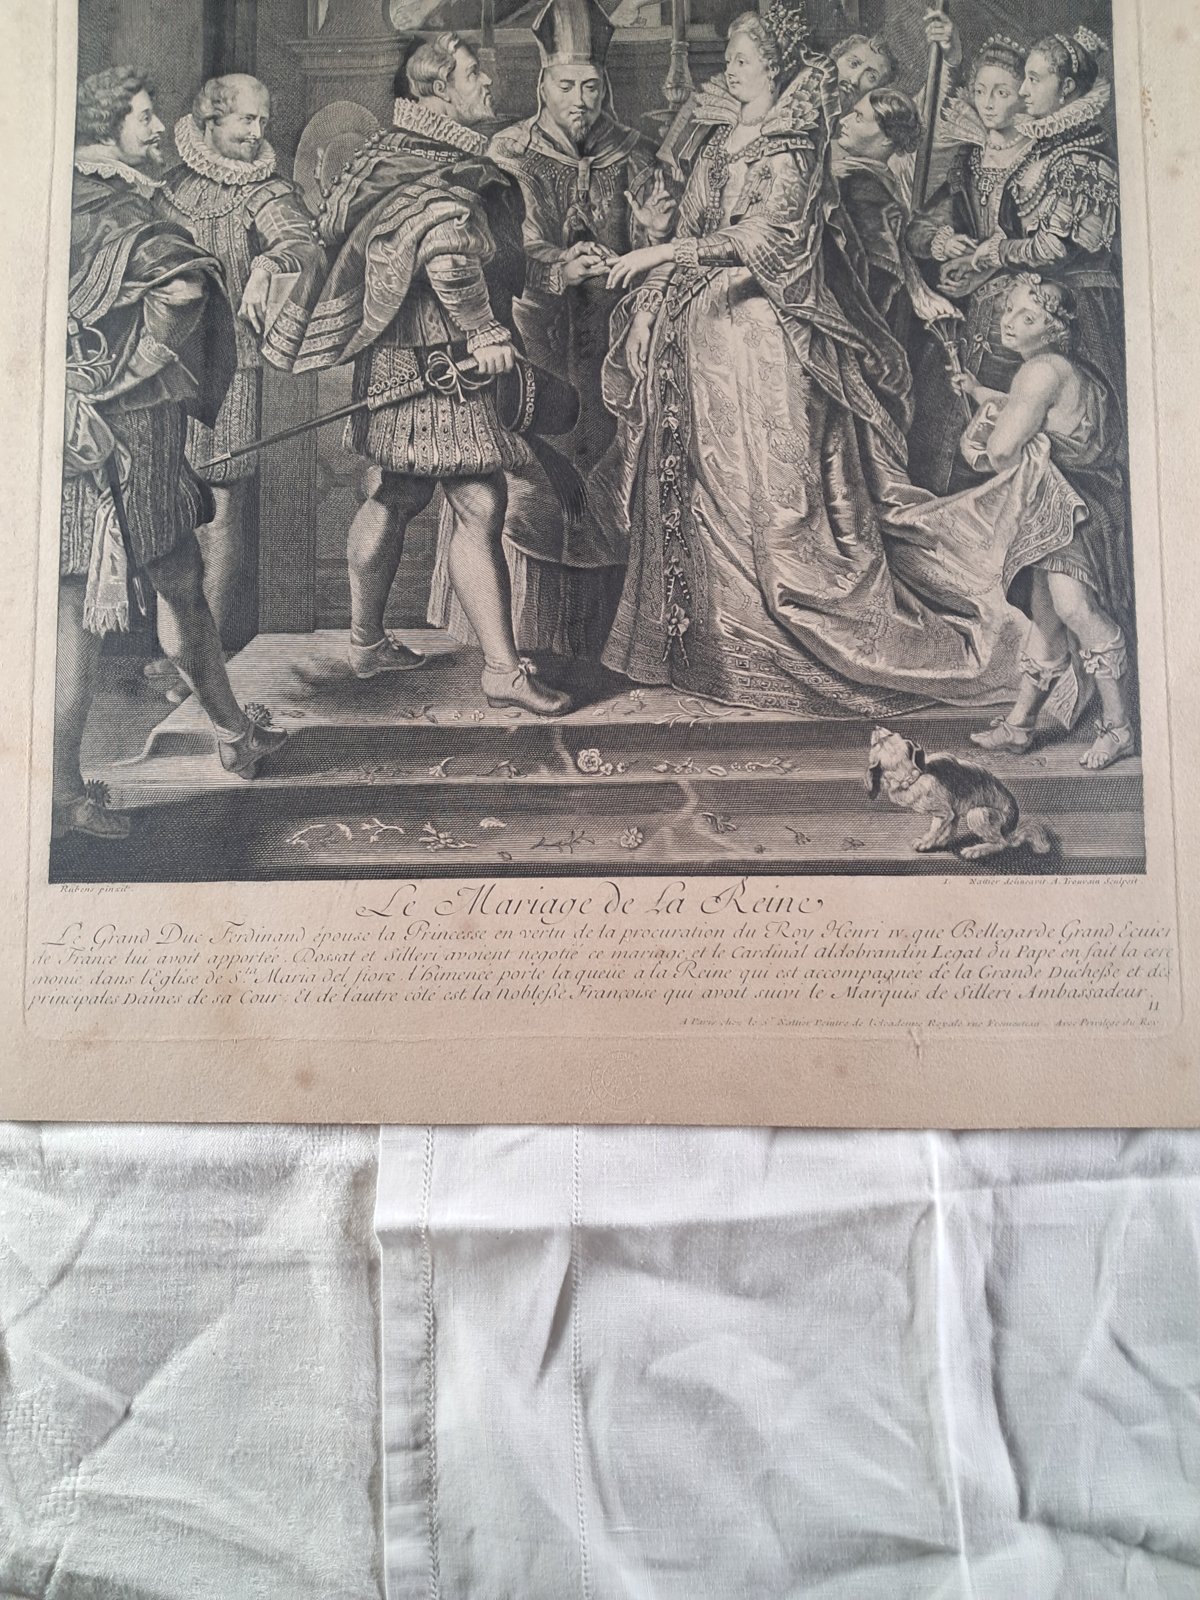 Rubens pinxit.
I. Nattier delineavit A. Trouvain Sculpsit
Le Mariage de La Reine
Le Grand Duc Ferdinand épouse la Princesse en vertu de la procuration du Roy Henri IV. que Bellegarde Grand Ecuier
de France lui avoit apportée. Dossat et Silleri avoient negotié ce mariage et le Cardinal Aldobrandin Legat du Pape en fait la cere
monie dans l'Eglise de S.ta Maria del fiore. l'himenée porte la queüe a la Reine qui est accompagnée de la Grande Duchesse et des
principales Dames de sa Cour, et de l'autre côté est la Noblesse Françoise qui avoit suivi le Marquis de Silleri Ambassadeur.
11
A Paris chez le Sr. Nattier Peintre de l'Academie Royale rue Fromenteau. Avec Privilege du Roy